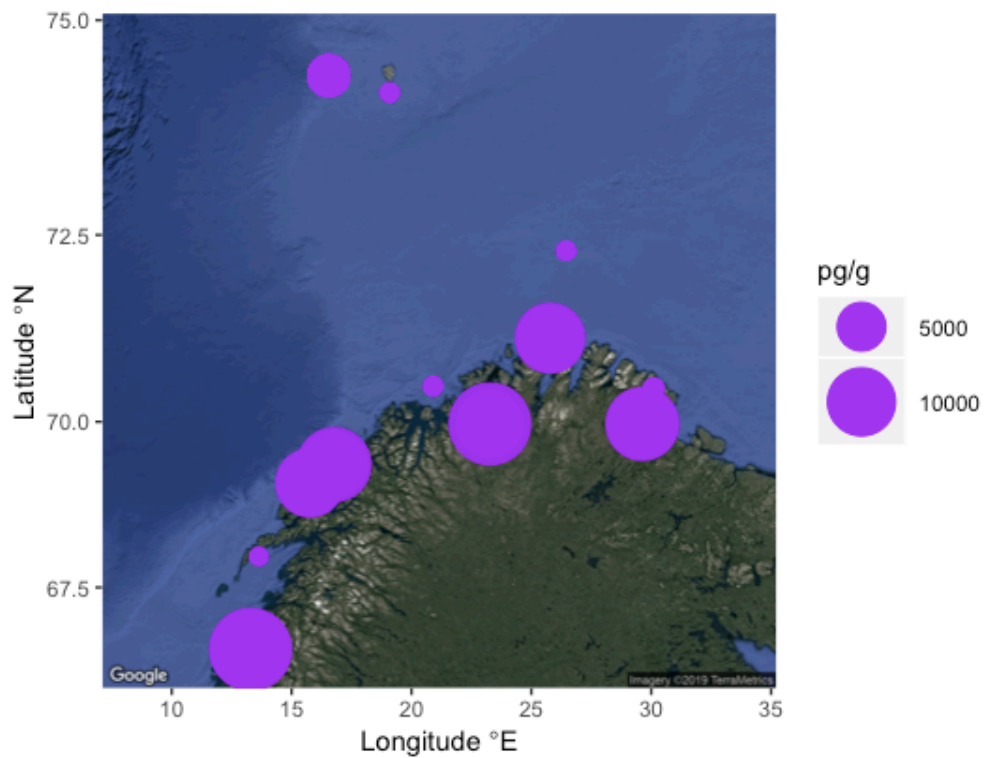 75.0
72.5
70.0
67.5
Latitude °N
10 15 20 25 30 35
Longitude °E
pg/g
5000
10000
Google
Imagery ©2019 TerraMetrics